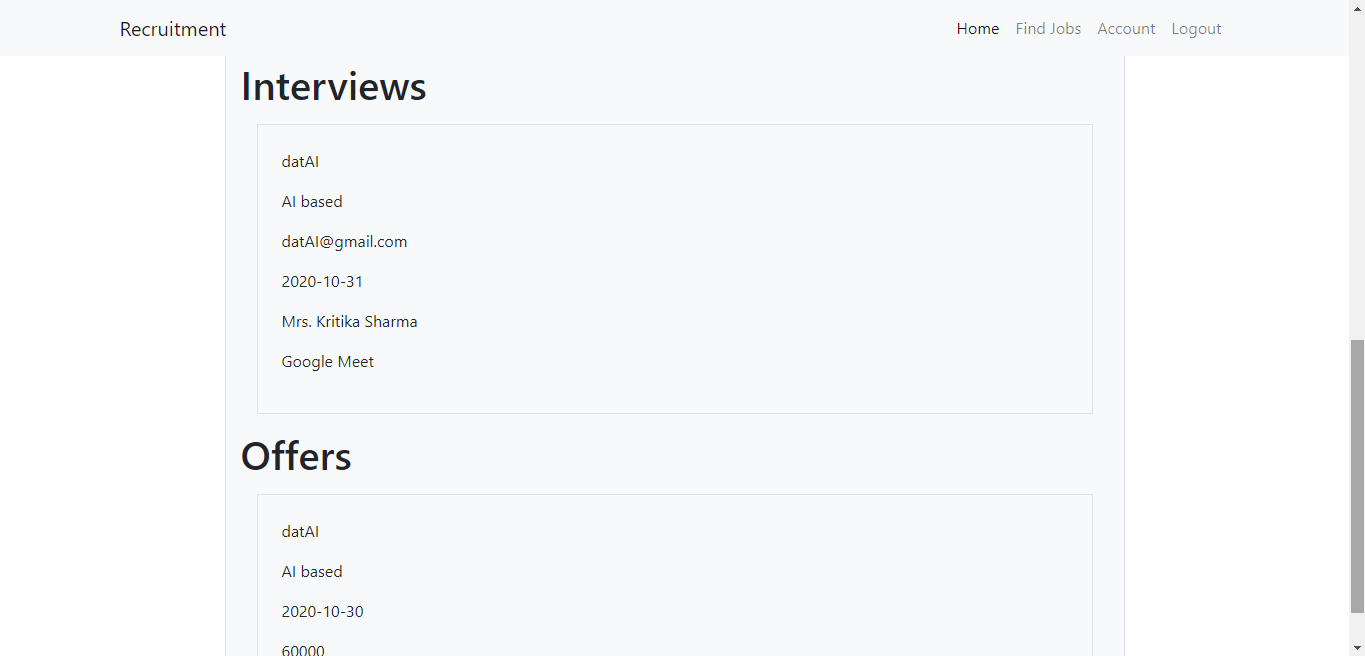 Recruitment
Home Find Jobs Account Logout
Interviews
datAI
AI based
datAI@gmail.com
2020-10-31
Mrs. Kritika Sharma
Google Meet
Offers
datAI
AI based
2020-10-30
60000